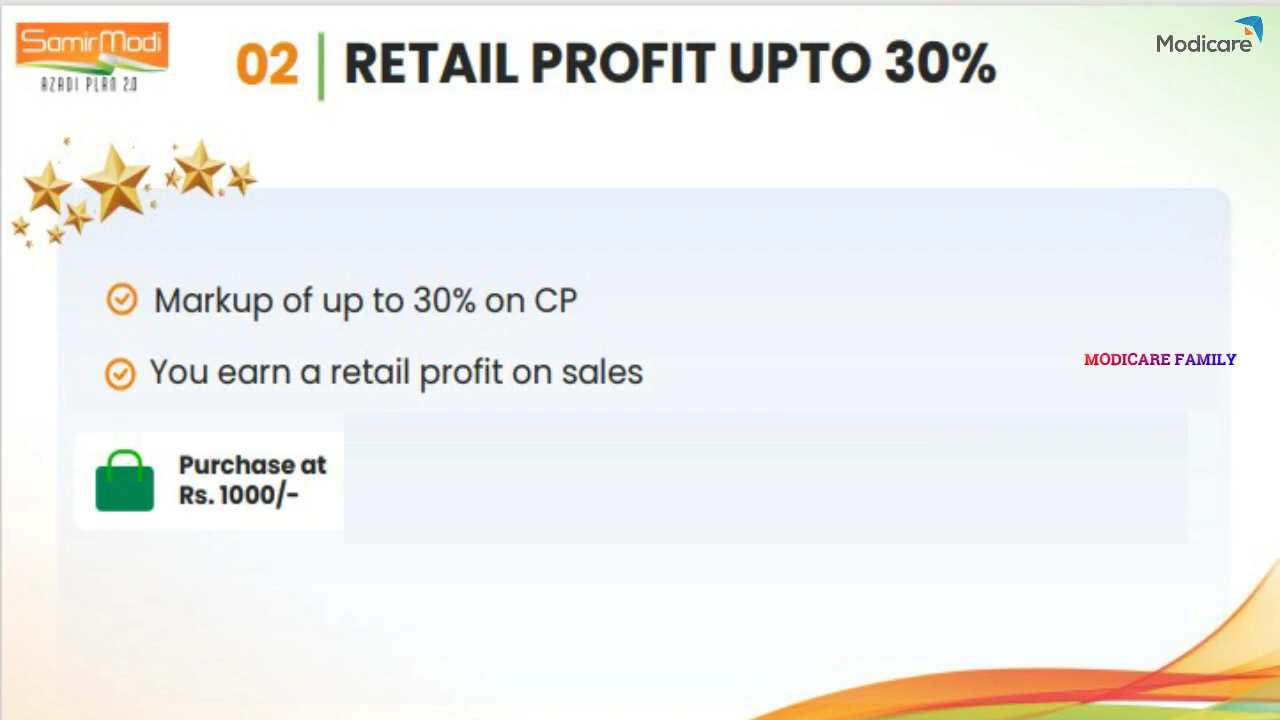 SamirModi
AZADI PLAN 2.0
02 | RETAIL PROFIT UPTO 30%
Modicare
Markup of up to 30% on CP
You earn a retail profit on sales
MODICARE FAMILY
Purchase at
Rs. 1000/-